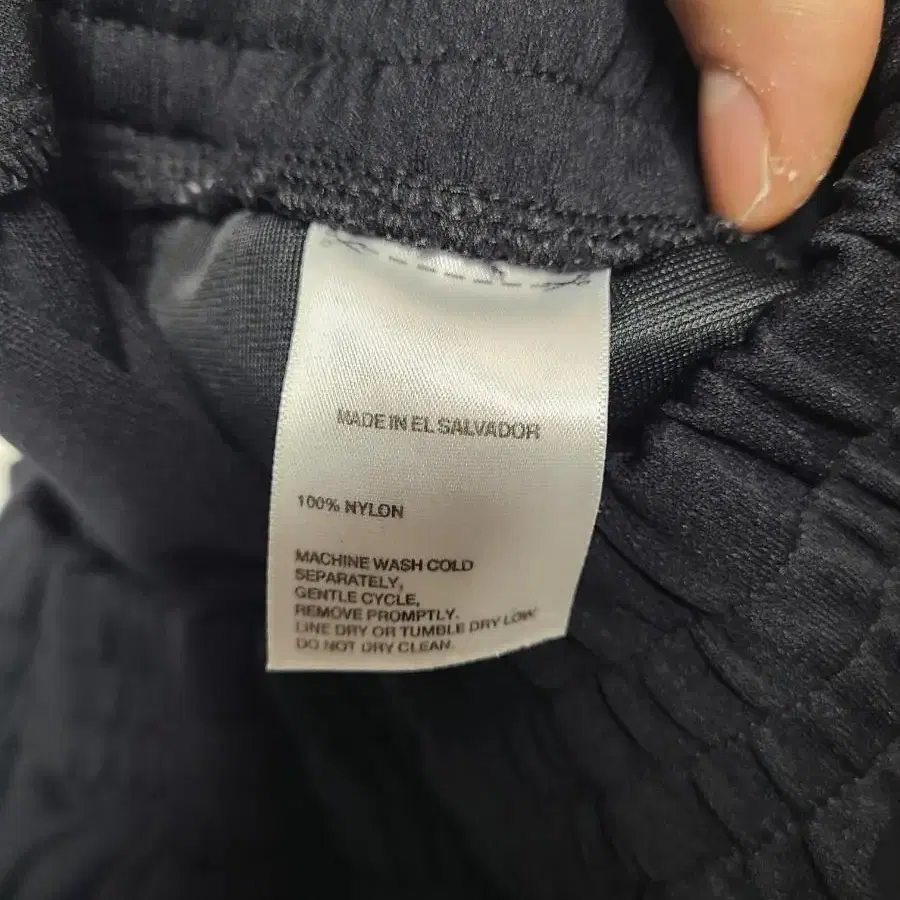 MADE IN EL SALVADOR
100% NYLON
MACHINE WASH COLD
SEPARATELY,
GENTLE CYCLE,
REMOVE PROMPTLY.
LINE DRY OR TUMBLE DRY LOW
DO NOT DRY CLEAN.